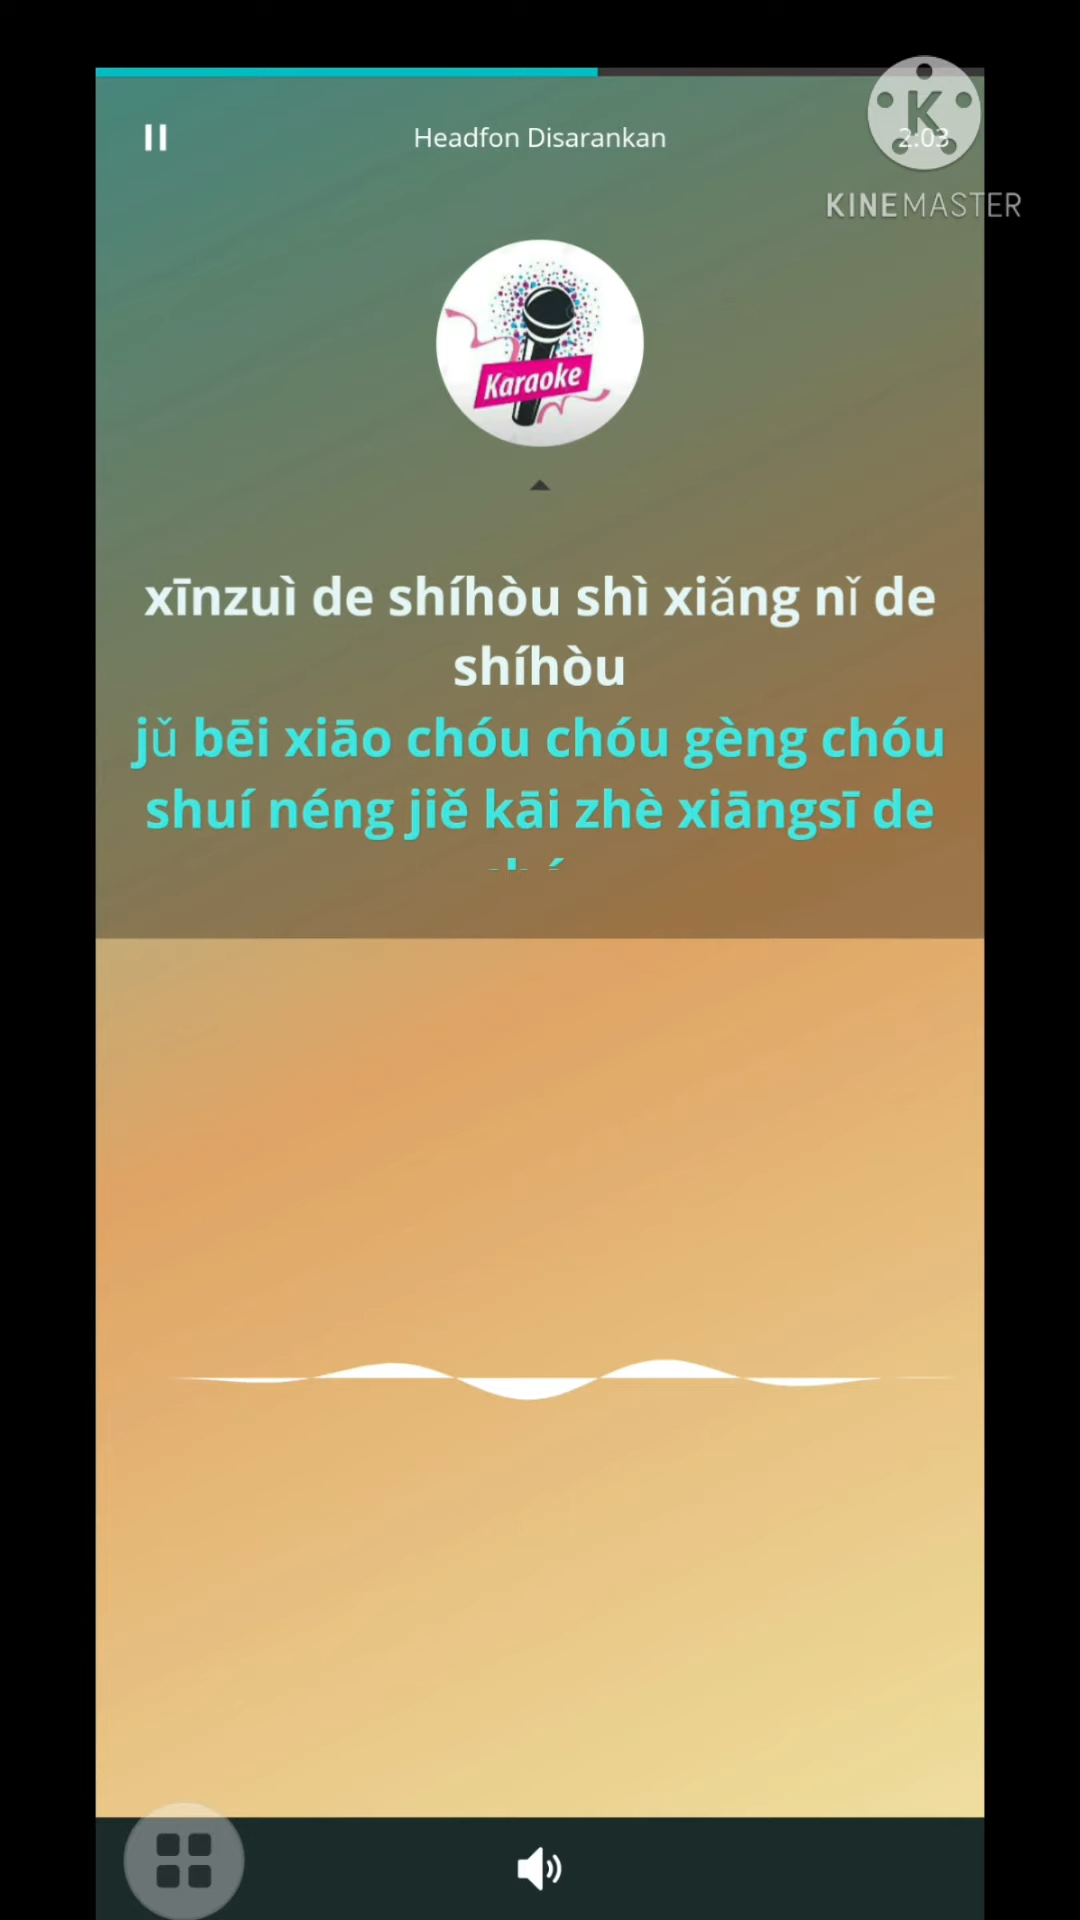 Headfon Disarankan
2:03
KINEMASTER
Karaoke
xīnzuì de shíhòu shì xiǎng nǐ de
shíhòu
jǔ bēi xiāo chóu chóu gèng chóu
shuí néng jiě kāi zhè xiāngsī de